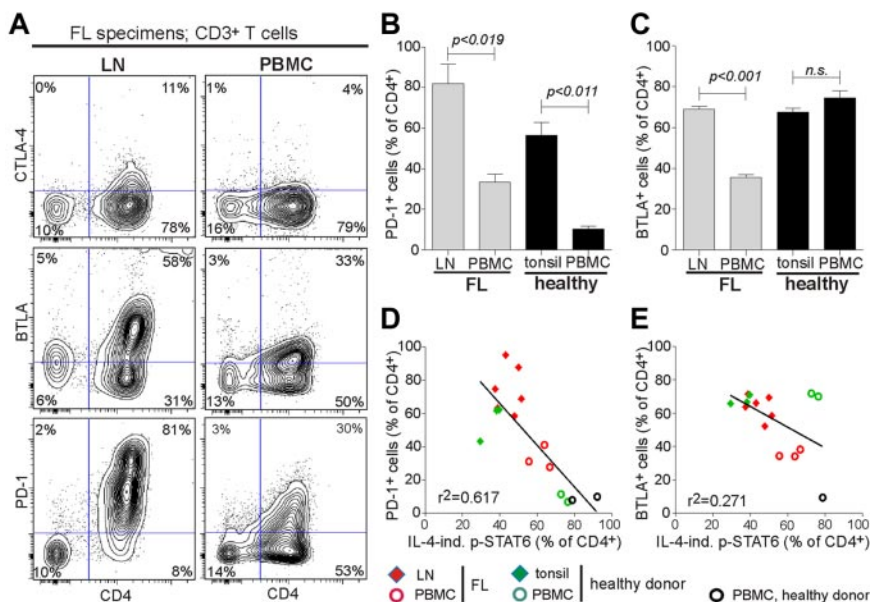 A
FL specimens; CD3+ T cells
LN
PBMC
CTLA-4
0%
11%
10%
78%
1%
4%
16%
79%
BTLA
5%
58%
6%
31%
3%
33%
13%
50%
PD-1
2%
81%
10%
8%
3%
30%
14%
53%
CD4
CD4
B
PD-1+ cells (% of CD4+)
100
80
60
40
20
0
p<0.019
p<0.011
LN PBMC tonsil PBMC
FL healthy
C
BTLA+ cells (% of CD4+)
100
80
60
40
20
0
p<0.001
n.s.
LN PBMC tonsil PBMC
FL healthy
D
PD-1+ cells (% of CD4+)
100
80
60
40
20
0
r2=0.617
0 20 40 60 80 100
IL-4-ind. p-STAT6 (% of CD4+)
E
BTLA+ cells (% of CD4+)
100
80
60
40
20
0
r2=0.271
0 20 40 60 80 100
IL-4-ind. p-STAT6 (% of CD4+)
LN
PBMC
FL
tonsil
PBMC
healthy donor
PBMC, healthy donor